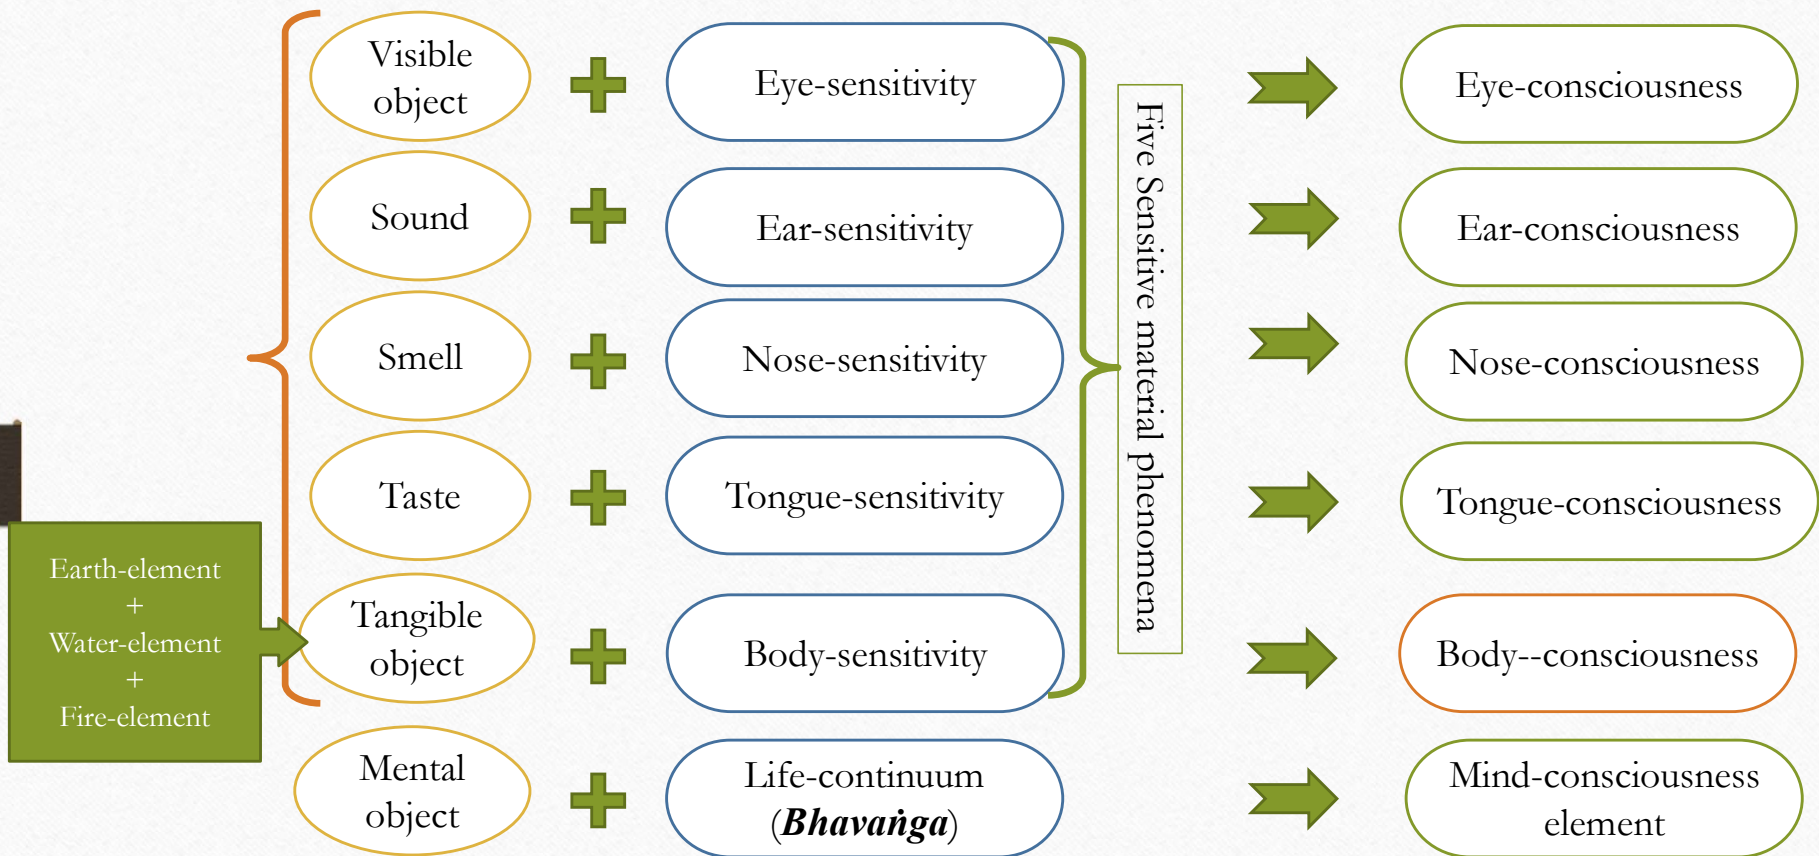 Visible
object
Eye-sensitivity
Eye-consciousness
Sound
Ear-sensitivity
Ear-consciousness
Smell
Nose-sensitivity
Nose-consciousness
Taste
Tongue-sensitivity
Tongue-consciousness
Earth-element
+
Water-element
+
Fire-element
Tangible
object
Body-sensitivity
Body--consciousness
Mental
object
Life-continuum
(Bhavaṅga)
Mind-consciousness
element
Five Sensitive material phenomena